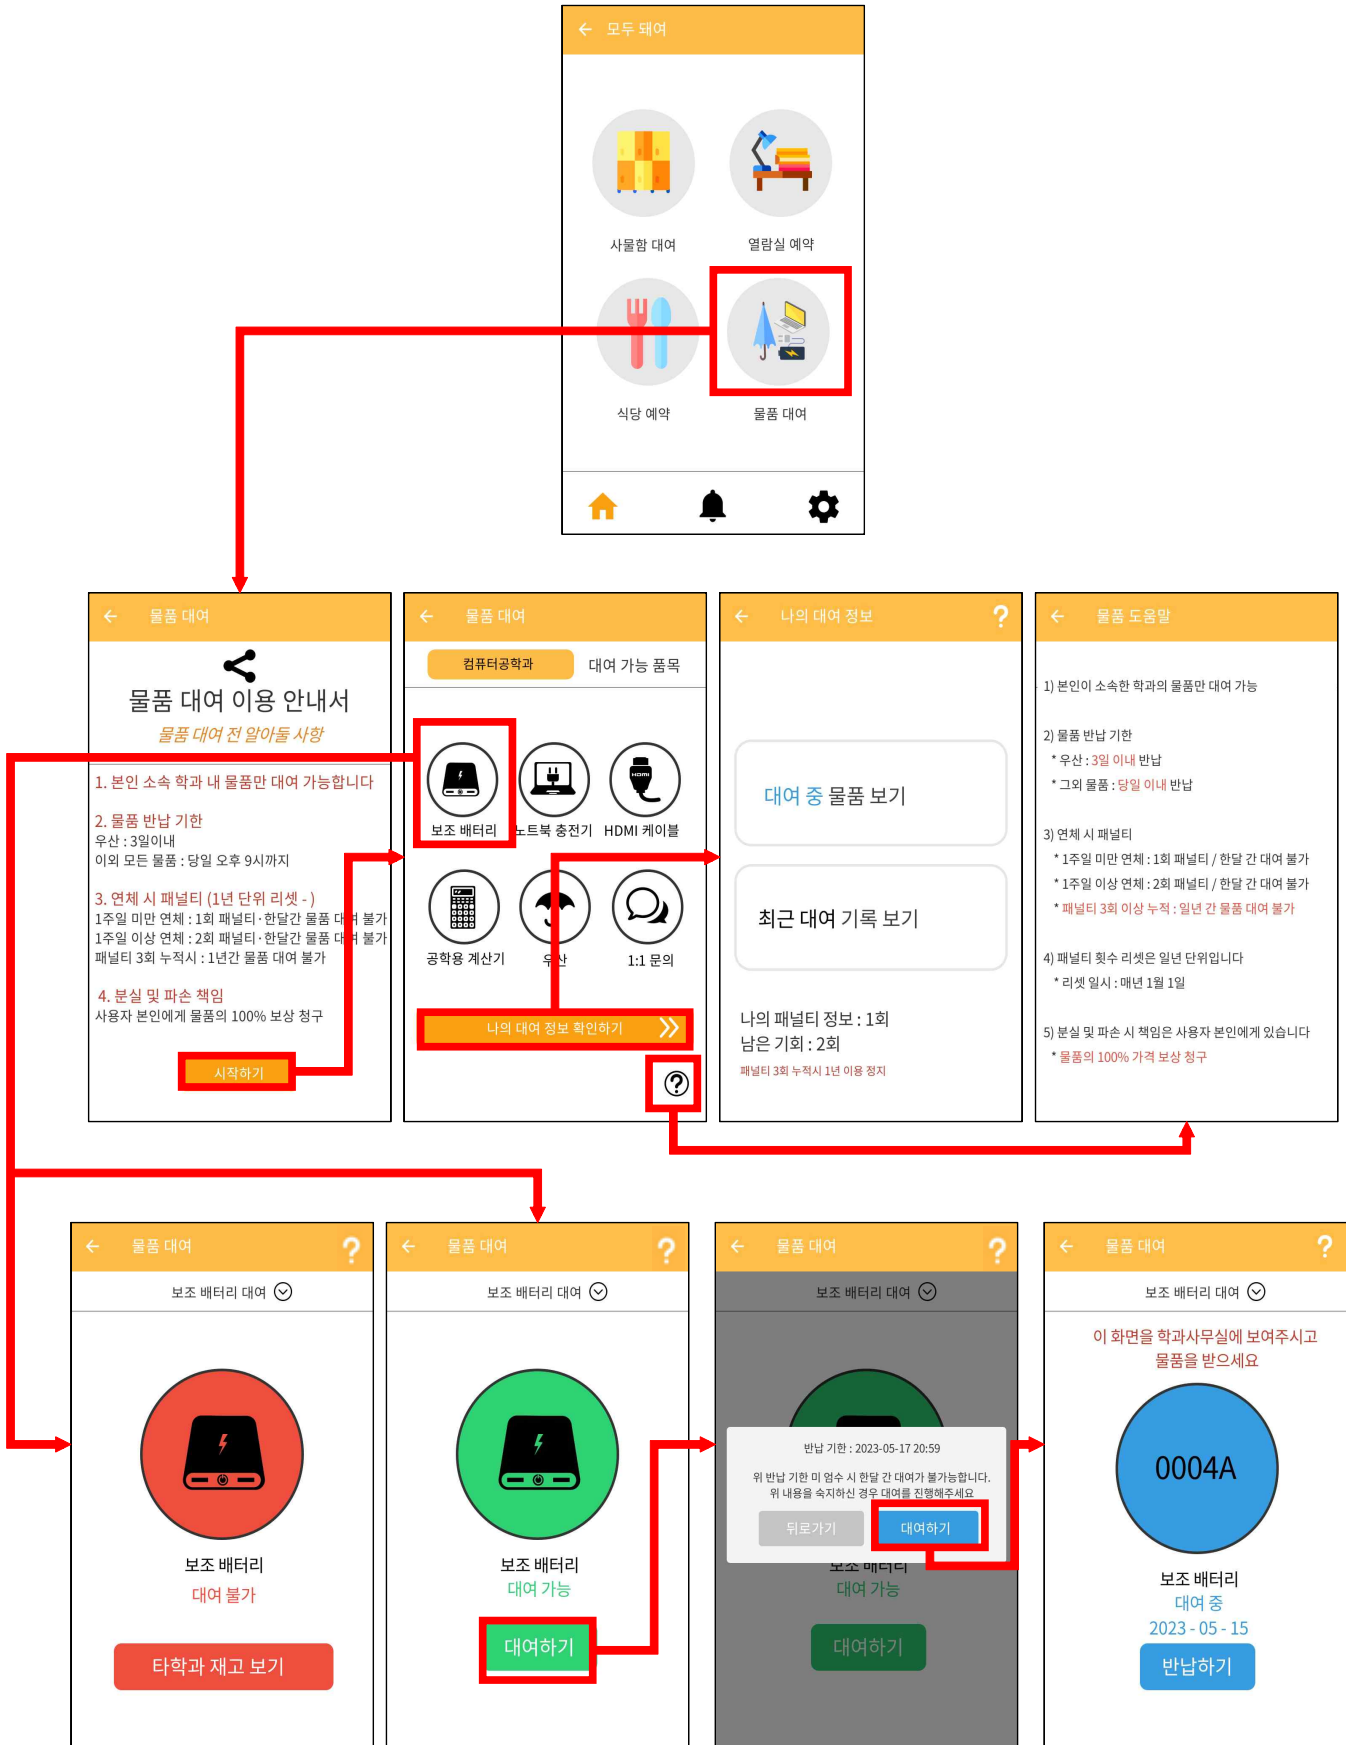 모두 돼여
사물함 대여
열람실 예약
식당 예약
물품 대여
물품 대여
물품 대여 이용 안내서
물품 대여 전 알아둘 사항
1. 본인 소속 학과 내 물품만 대여 가능합니다
2. 물품 반납 기한
우산 : 3일이내
이외 모든 물품 : 당일 오후 9시까지
3. 연체 시 패널티 (1년 단위 리셋 - )
1주일 미만 연체 : 1회 패널티·한달간 물품 대여 불가
1주일 이상 연체 : 2회 패널티·한달간 물품 대여 불가
패널티 3회 누적시 : 1년간 물품 대여 불가
4. 분실 및 파손 책임
사용자 본인에게 물품의 100% 보상 청구
시작하기
물품 대여
컴퓨터공학과
대여 가능 품목
보조 배터리
노트북 충전기
HDMI
HDMI 케이블
공학용 계산기
우산
1:1 문의
나의 대여 정보 확인하기
나의 대여 정보
?
대여 중 물품 보기
최근 대여 기록 보기
나의 패널티 정보 : 1회
남은 기회 : 2회
패널티 3회 누적시 1년 이용 정지
물품 도움말
1) 본인이 소속한 학과의 물품만 대여 가능
2) 물품 반납 기한
* 우산 : 3일 이내 반납
* 그외 물품 : 당일 이내 반납
3) 연체 시 패널티
* 1주일 미만 연체 : 1회 패널티 / 한달 간 대여 불가
* 1주일 이상 연체 : 2회 패널티 / 한달 간 대여 불가
* 패널티 3회 이상 누적 : 일년 간 물품 대여 불가
4) 패널티 횟수 리셋은 일년 단위입니다
* 리셋 일시 : 매년 1월 1일
5) 분실 및 파손 시 책임은 사용자 본인에게 있습니다
* 물품의 100% 가격 보상 청구
?
물품 대여
?
보조 배터리 대여
보조 배터리
대여 불가
타학과 재고 보기
물품 대여
?
보조 배터리 대여
보조 배터리
대여 가능
대여하기
물품 대여
?
보조 배터리 대여
반납 기한 : 2023-05-17 20:59
위 반납 기한 미 엄수 시 한달 간 대여가 불가능합니다.
위 내용을 숙지하신 경우 대여를 진행해주세요
뒤로가기
대여하기
보조 배터리
대여 가능
대여하기
물품 대여
?
보조 배터리 대여
이 화면을 학과사무실에 보여주시고
물품을 받으세요
0004A
보조 배터리
대여 중
2023 - 05 - 15
반납하기